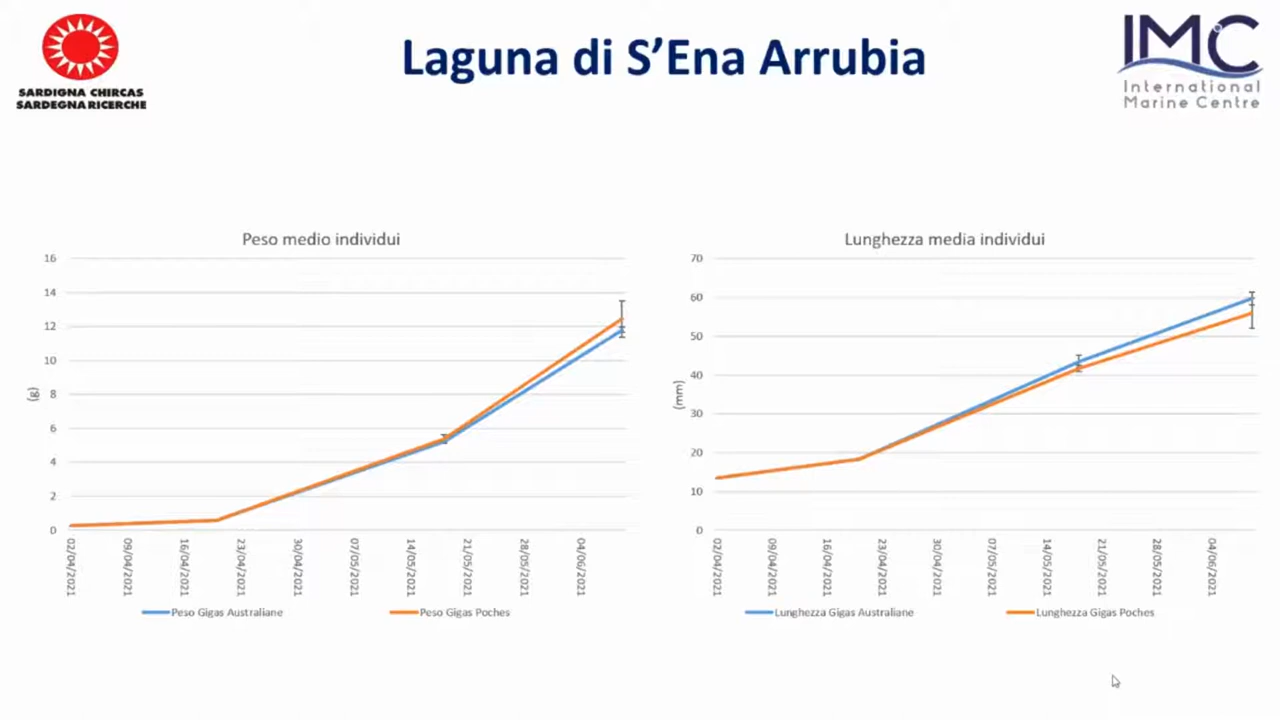 SARDIGNA CHIRCAS
SARDEGNA RICERCHE
Laguna di S'Ena Arrubia
IMC
International
Marine Centre
Peso medio individui
16
14
12
10
8
6
4
2
0
(g)
02/04/2021
09/04/2021
16/04/2021
23/04/2021
30/04/2021
07/05/2021
14/05/2021
21/05/2021
28/05/2021
04/06/2021
Peso Gigas Australiane
Peso Gigas Poches
Lunghezza media individui
70
60
50
40
30
20
10
0
(mm)
02/04/2021
09/04/2021
16/04/2021
23/04/2021
30/04/2021
07/05/2021
14/05/2021
21/05/2021
28/05/2021
04/06/2021
Lunghezza Gigas Australiane
Lunghezza Gigas Poches